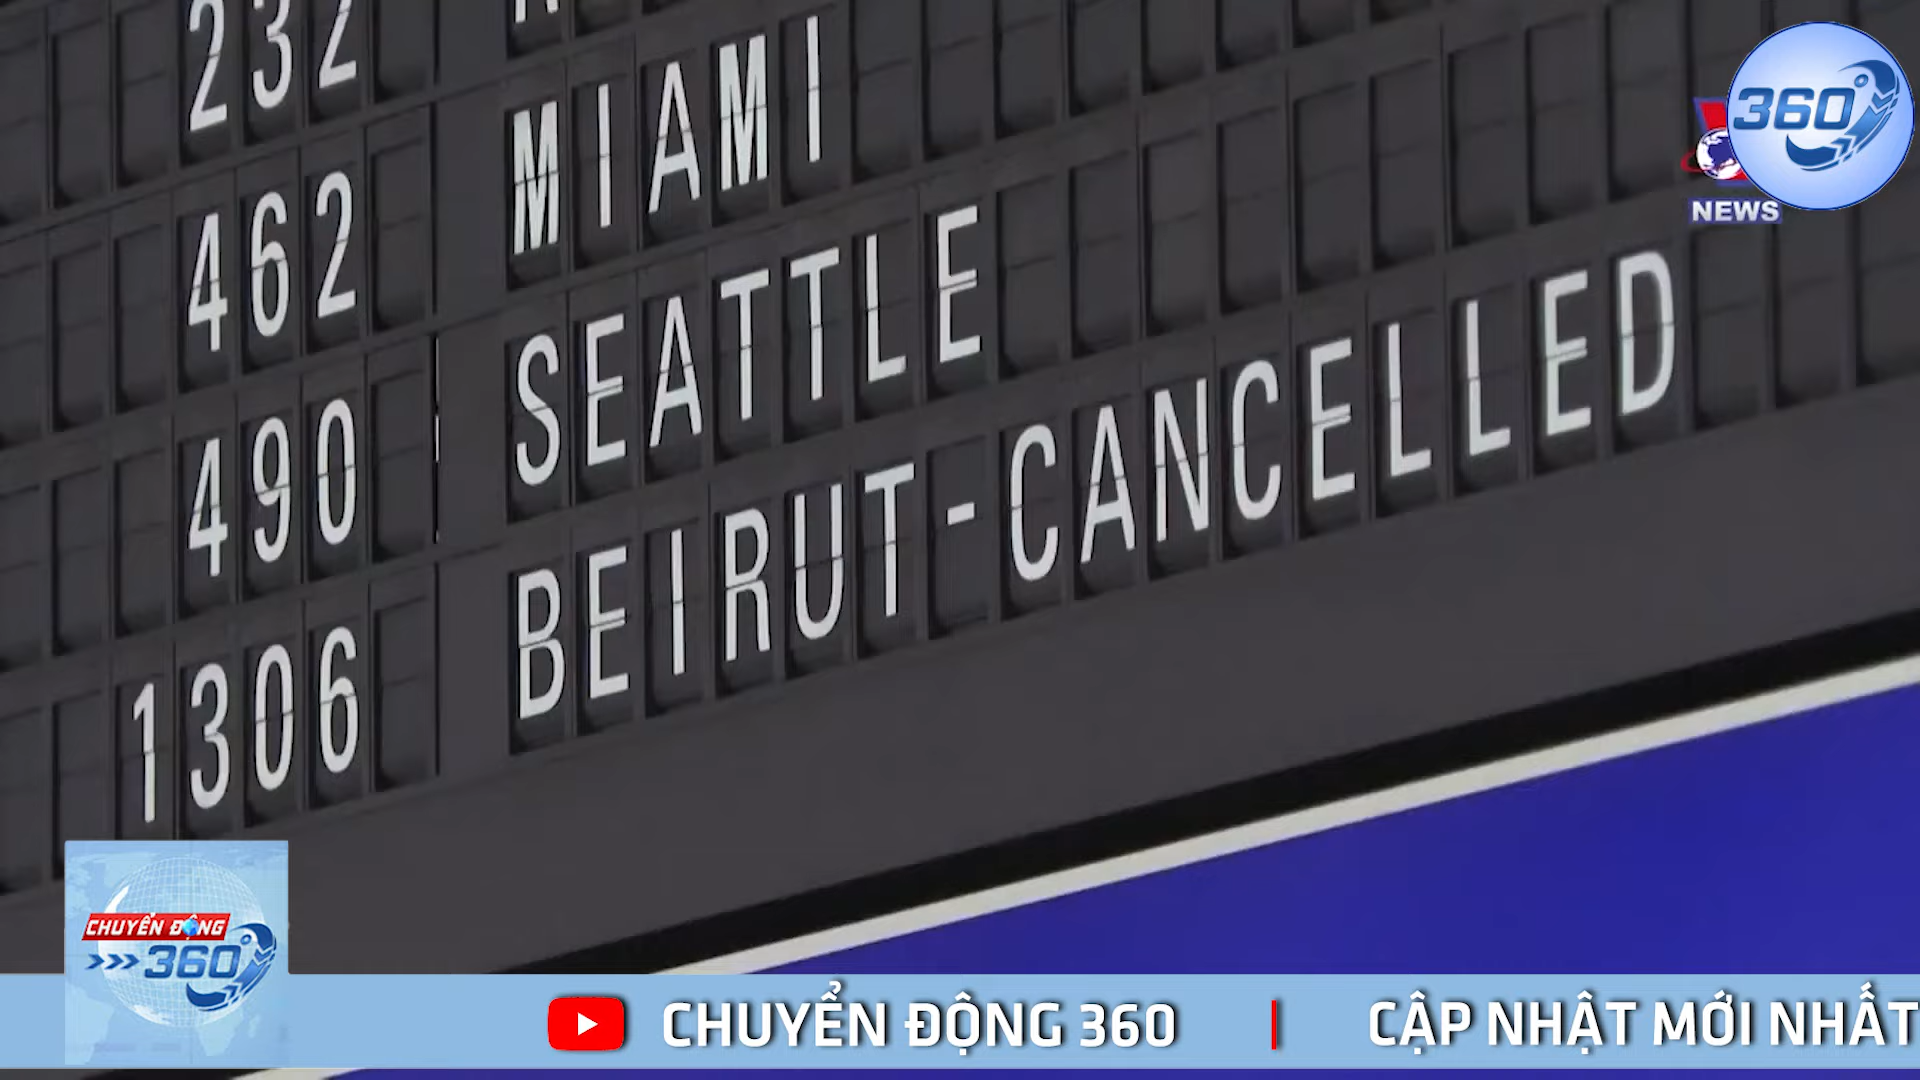 232
462 MIAMI
490 SEATTLE
1306 BEIRUT-CANCELLED
360°
NEWS
CHUYỂN ĐỘNG
360°
CHUYỂN ĐỘNG 360 | CẬP NHẬT MỚI NHẤT